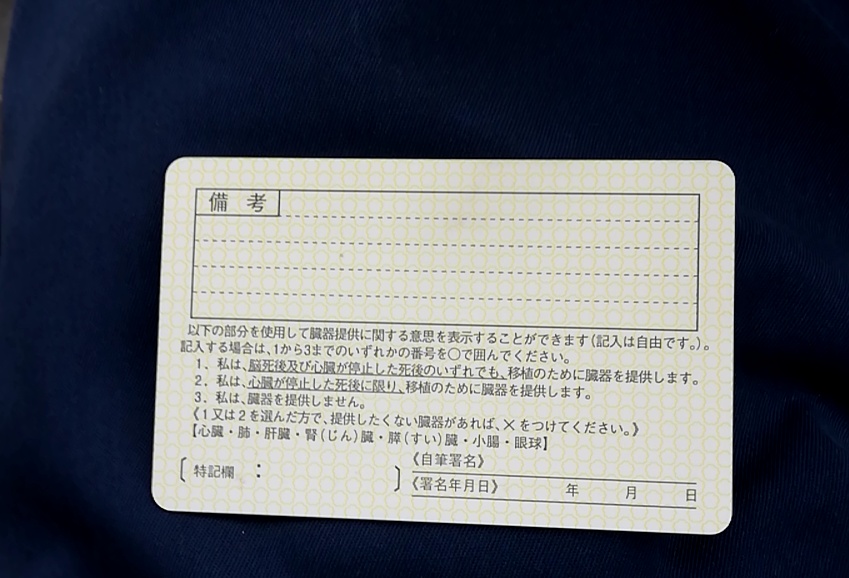 備 考
以下の部分を使用して臓器提供に関する意思を表示することができます(記入は自由です。)。
記入する場合は、1から3までのいずれかの番号を○で囲んでください。
1. 私は、脳死後及び心臓が停止した死後のいずれでも、移植のために臓器を提供します。
2. 私は、心臓が停止した死後に限り、移植のために臓器を提供します。
3. 私は、臓器を提供しません。
《1又は2を選んだ方で、提供したくない臓器があれば、×をつけてください。》
【心臓・肺・肝臓・腎(じん)臓・膵(すい)臓・小腸・眼球】
〔特記欄 : 〕
《自筆署名》
《署名年月日》 年 月 日